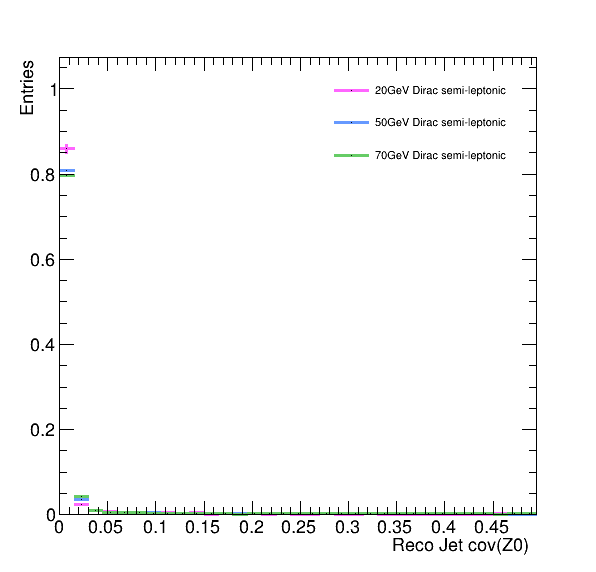 Entries
1
0.8
0.6
0.4
0.2
0
20GeV Dirac semi-leptonic
50GeV Dirac semi-leptonic
70GeV Dirac semi-leptonic
0 0.05 0.1 0.15 0.2 0.25 0.3 0.35 0.4 0.45
Reco Jet cov(Z0)